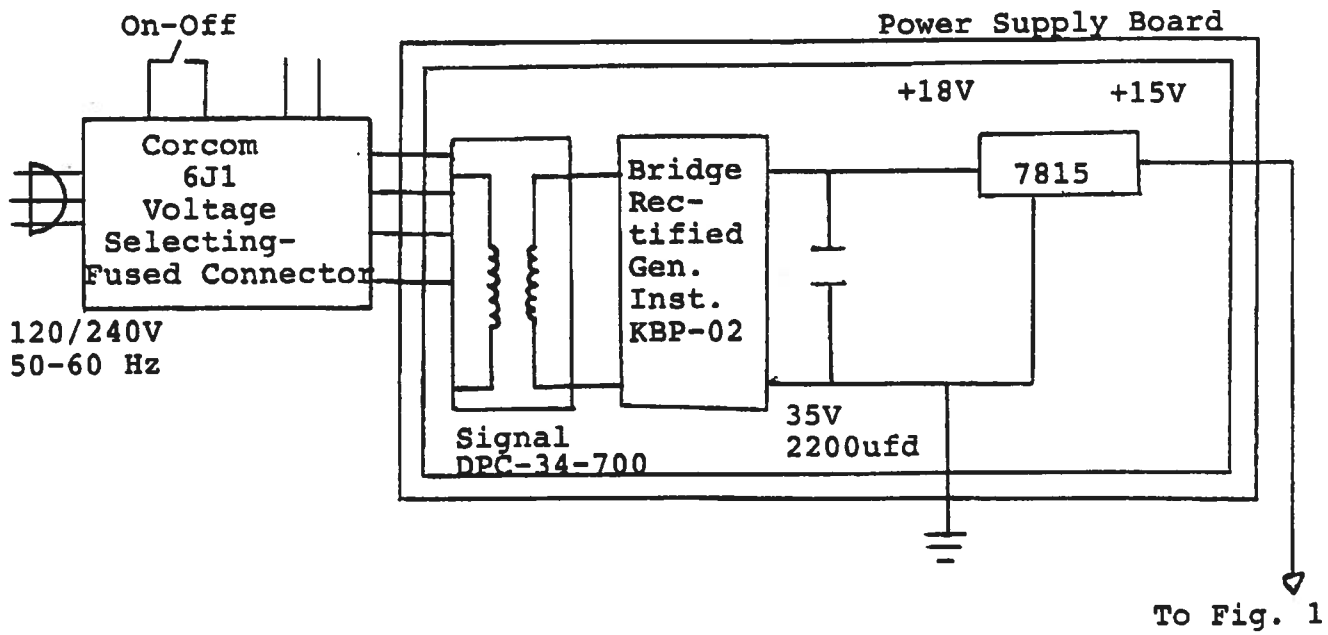 On-Off
Power Supply Board
+18V
+15V
Corcom
6J1
Voltage
Selecting-
Fused Connector
120/240V
50-60 Hz
Bridge
Rec-
tified
Gen.
Inst.
KBP-02
7815
35V
2200ufd
Signal
DPC-34-700
To Fig. 1